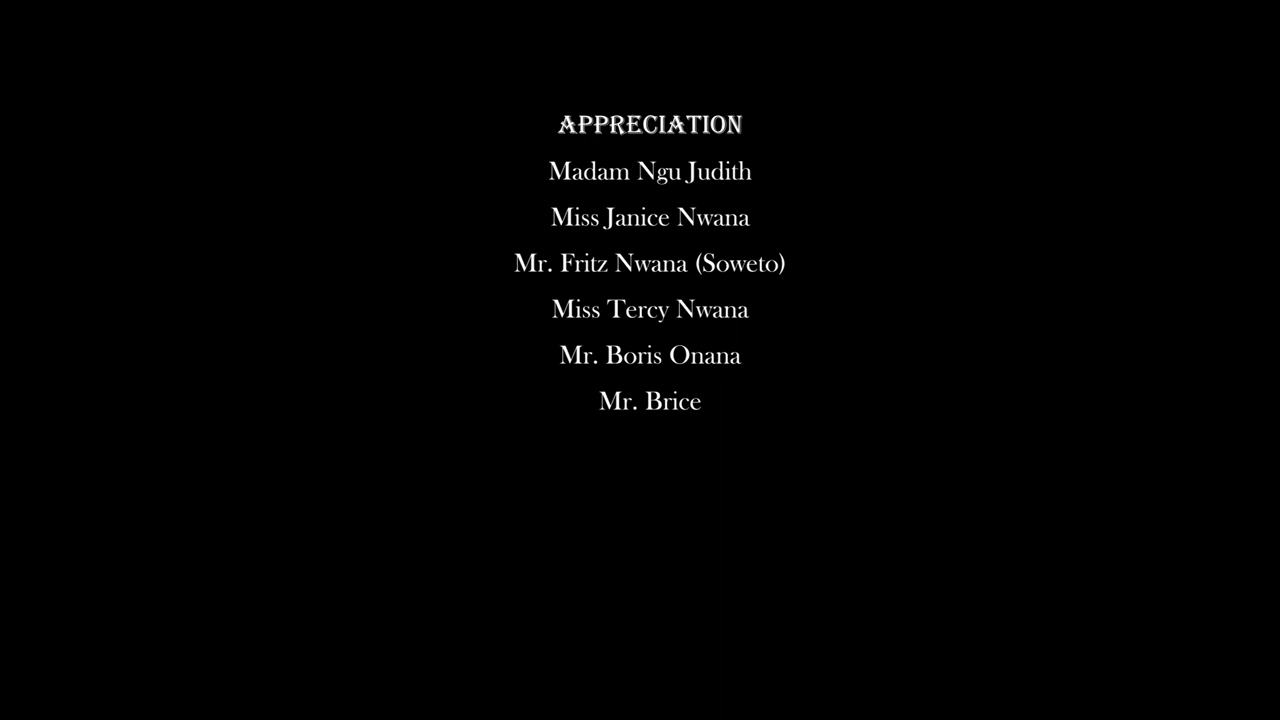 APPRECIATION
Madam Ngu Judith
Miss Janice Nwana
Mr. Fritz Nwana (Soweto)
Miss Tercy Nwana
Mr. Boris Onana
Mr. Brice